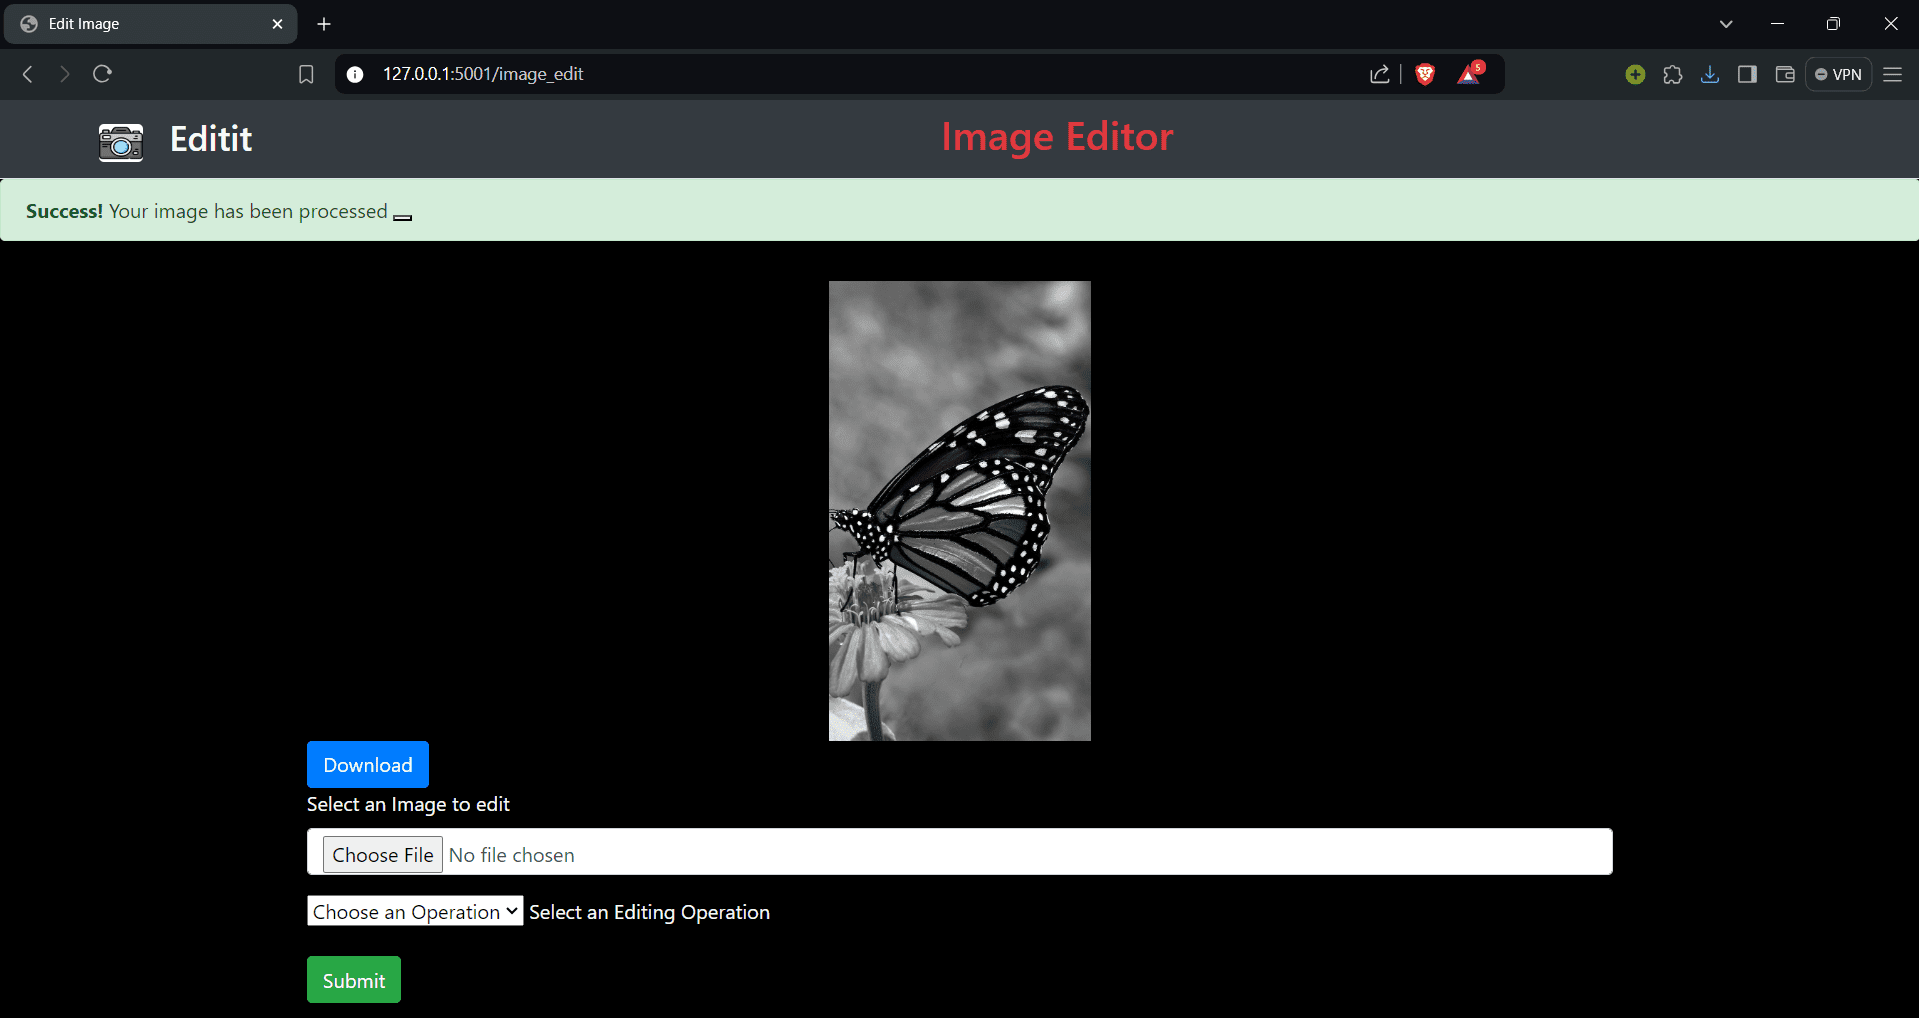 Edit Image
127.0.0.1:5001/image_edit
5
VPN
Editit
Image Editor
Success! Your image has been processed
Download
Select an Image to edit
Choose File No file chosen
Choose an Operation Select an Editing Operation
Submit